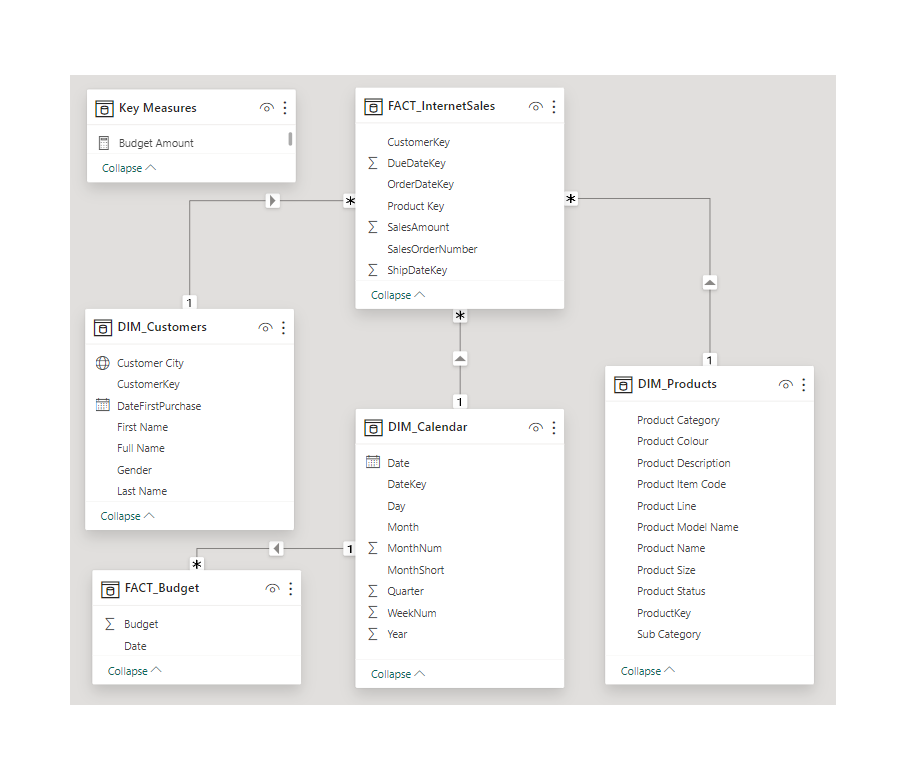 Key Measures
Budget Amount
Collapse
FACT_InternetSales
CustomerKey
DueDateKey
OrderDateKey
Product Key
SalesAmount
SalesOrderNumber
ShipDateKey
Collapse
*
*
*
1
1
1
DIM_Customers
Customer City
CustomerKey
DateFirstPurchase
First Name
Full Name
Gender
Last Name
Collapse
DIM_Calendar
Date
DateKey
Day
Month
MonthNum
MonthShort
Quarter
WeekNum
Year
Collapse
DIM_Products
Product Category
Product Colour
Product Description
Product Item Code
Product Line
Product Model Name
Product Name
Product Size
Product Status
ProductKey
Sub Category
Collapse
1
*
FACT_Budget
Budget
Date
Collapse